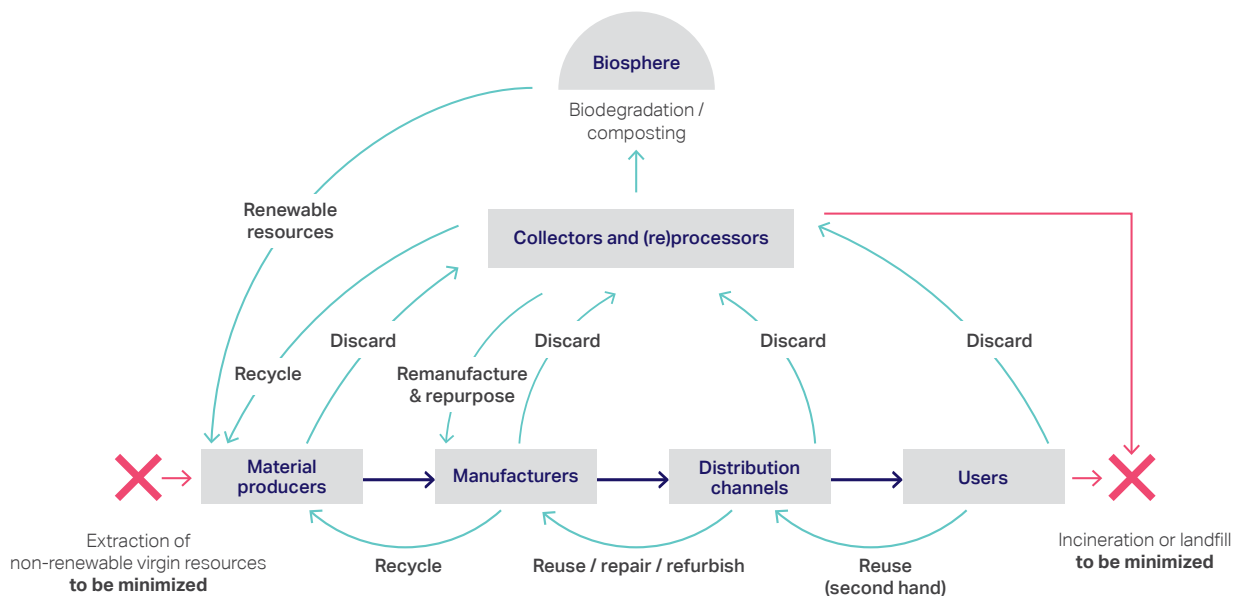 Biosphere
Biodegradation /
composting
Renewable
resources
Collectors and (re)processors
Recycle
Discard
Remanufacture
& repurpose
Discard
Discard
Discard
Material
producers
Manufacturers
Distribution
channels
Users
Extraction of
non-renewable virgin resources
to be minimized
Recycle
Reuse / repair / refurbish
Reuse
(second hand)
Incineration or landfill
to be minimized